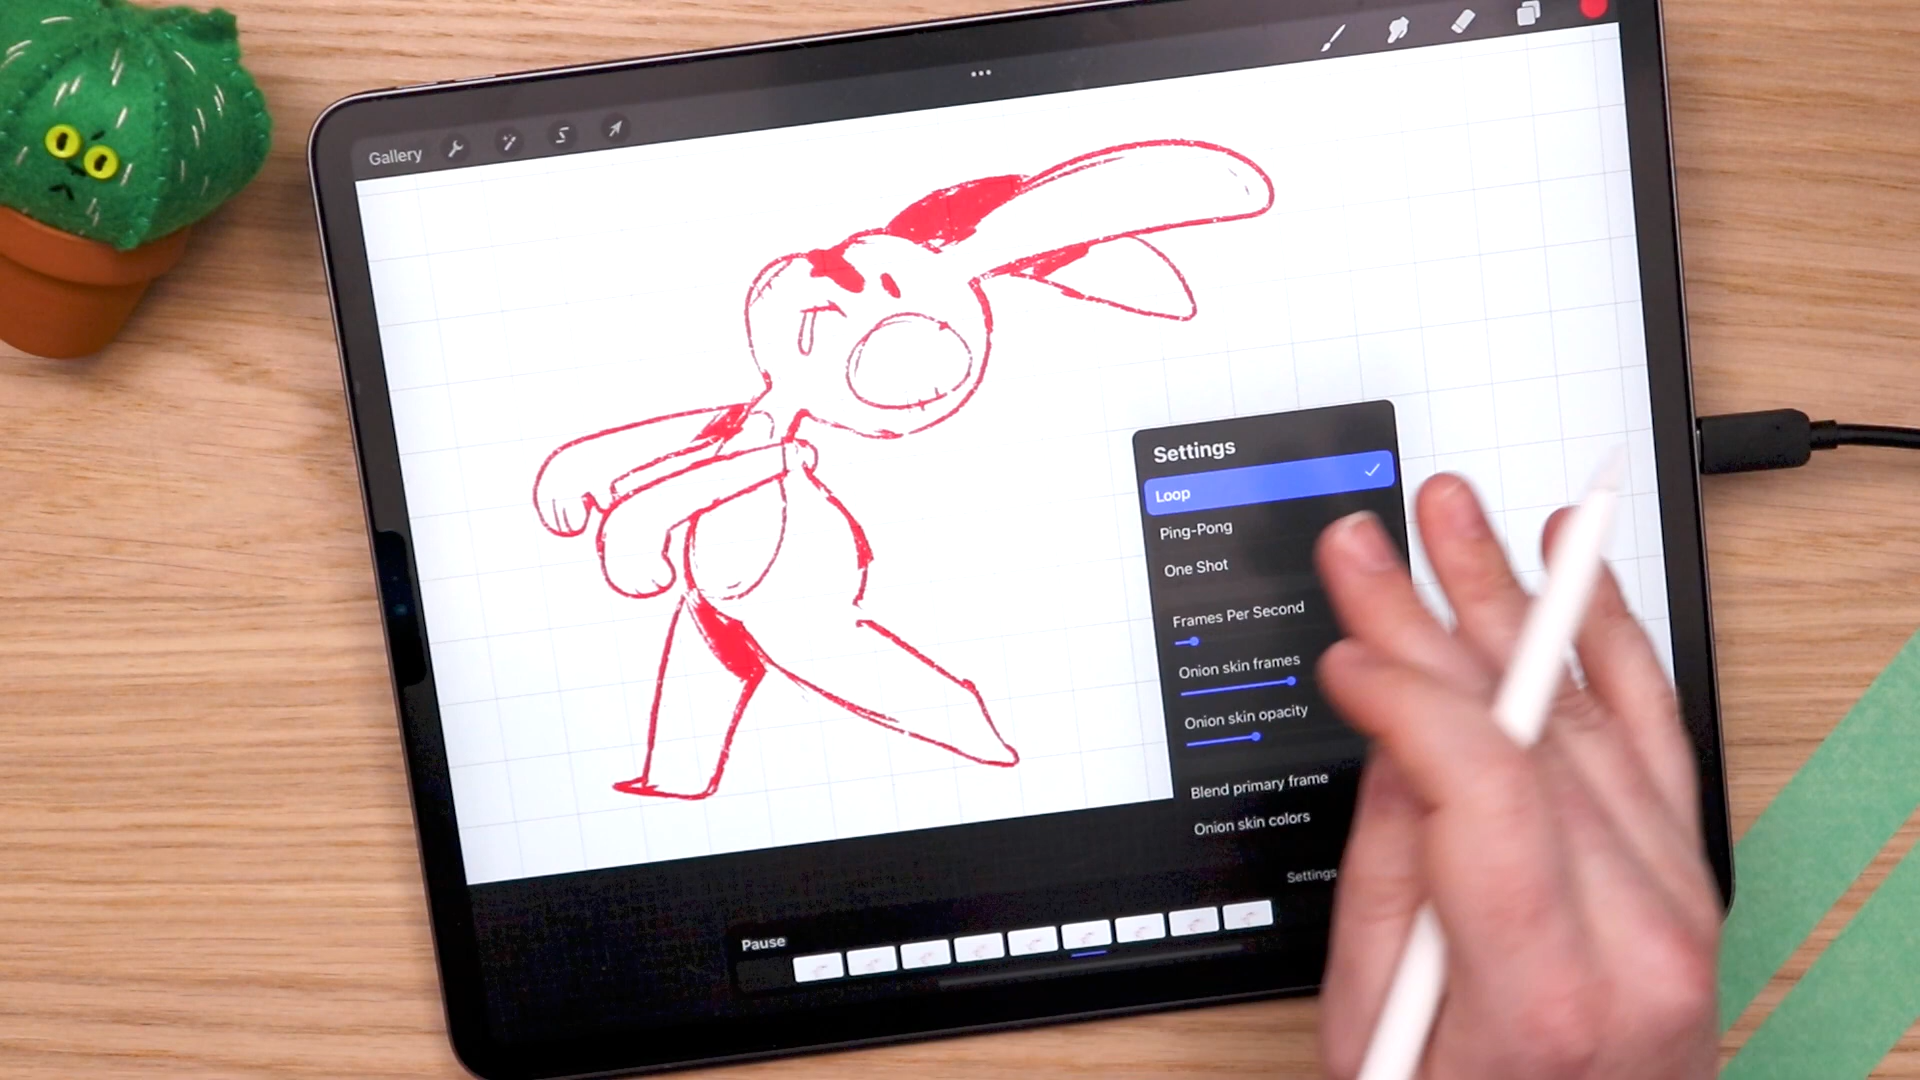 Gallery
Settings
Loop
Ping-Pong
One Shot
Frames Per Second
Onion skin frames
Onion skin opacity
Blend primary frame
Onion skin colors
Settings
Pause